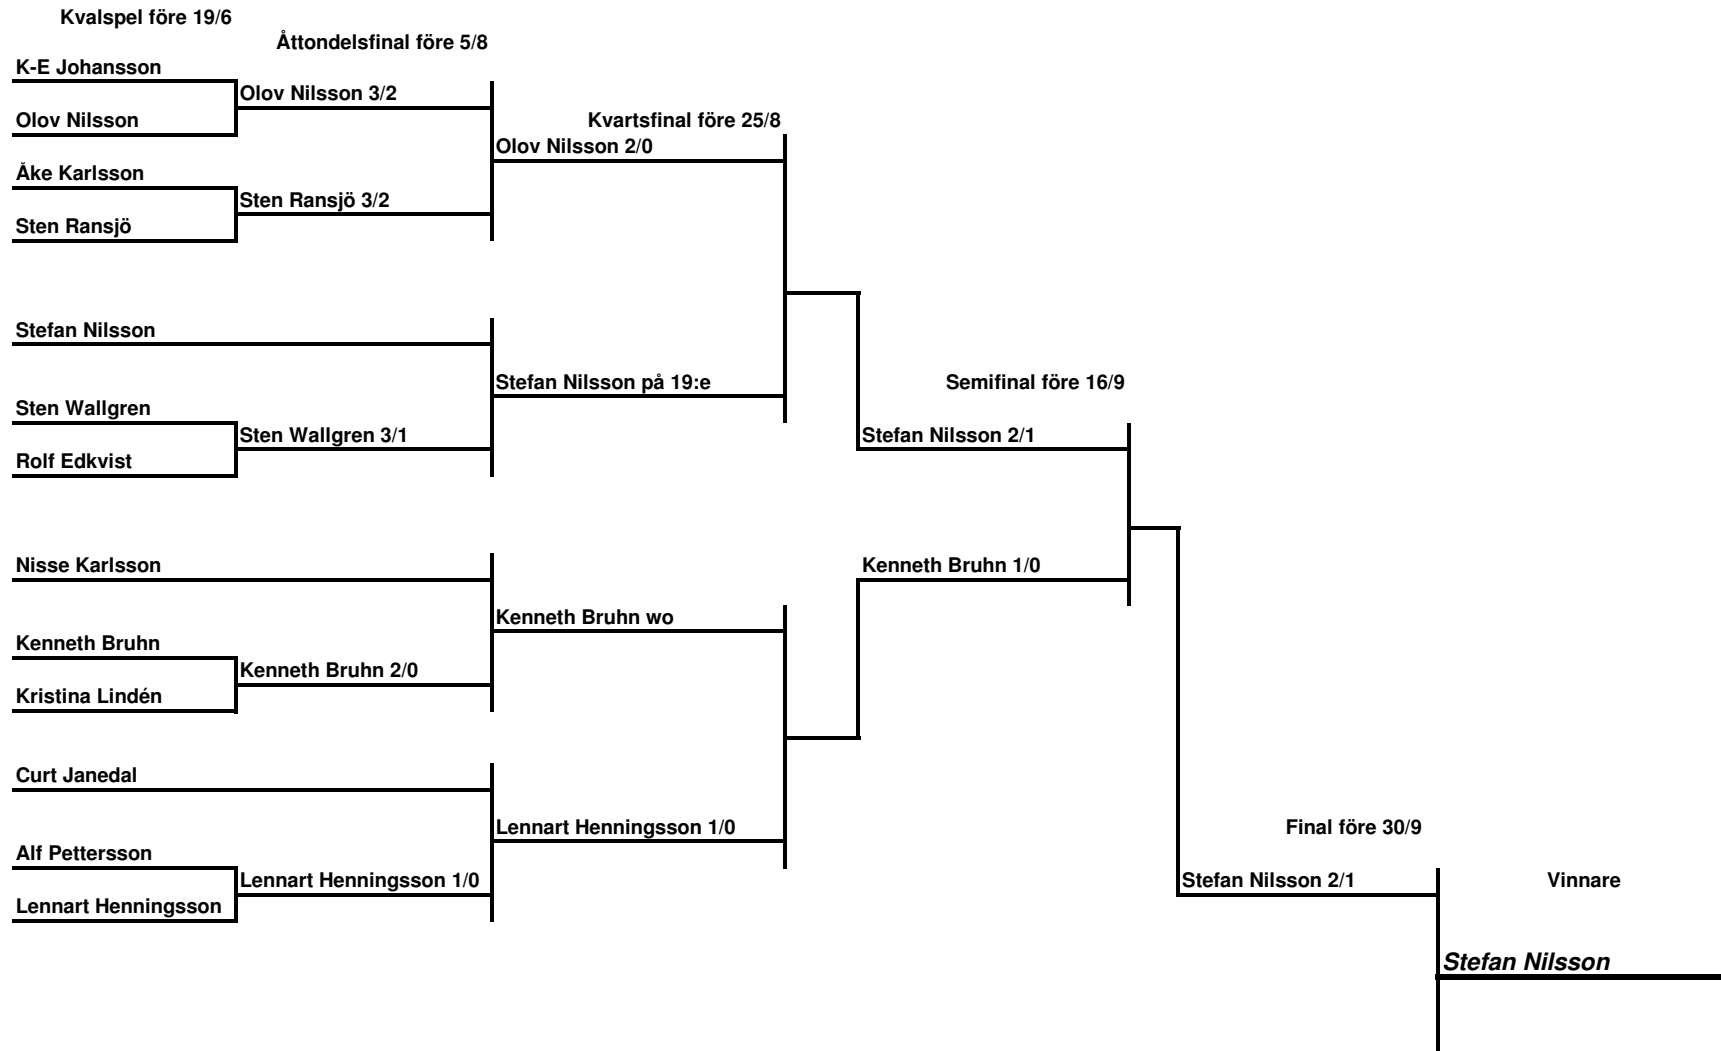 Kvalspel före 19/6
Åttondelsfinal före 5/8
K-E Johansson
Olov Nilsson 3/2
Olov Nilsson
Kvartsfinal före 25/8
Olov Nilsson 2/0
Åke Karlsson
Sten Ransjö 3/2
Sten Ransjö
Stefan Nilsson
Stefan Nilsson på 19:e
Semifinal före 16/9
Sten Wallgren
Sten Wallgren 3/1
Stefan Nilsson 2/1
Rolf Edkvist
Nisse Karlsson
Kenneth Bruhn 1/0
Kenneth Bruhn wo
Kenneth Bruhn
Kenneth Bruhn 2/0
Kristina Lindén
Curt Janedal
Lennart Henningsson 1/0
Final före 30/9
Alf Pettersson
Lennart Henningsson 1/0
Stefan Nilsson 2/1
Vinnare
Lennart Henningsson
Stefan Nilsson